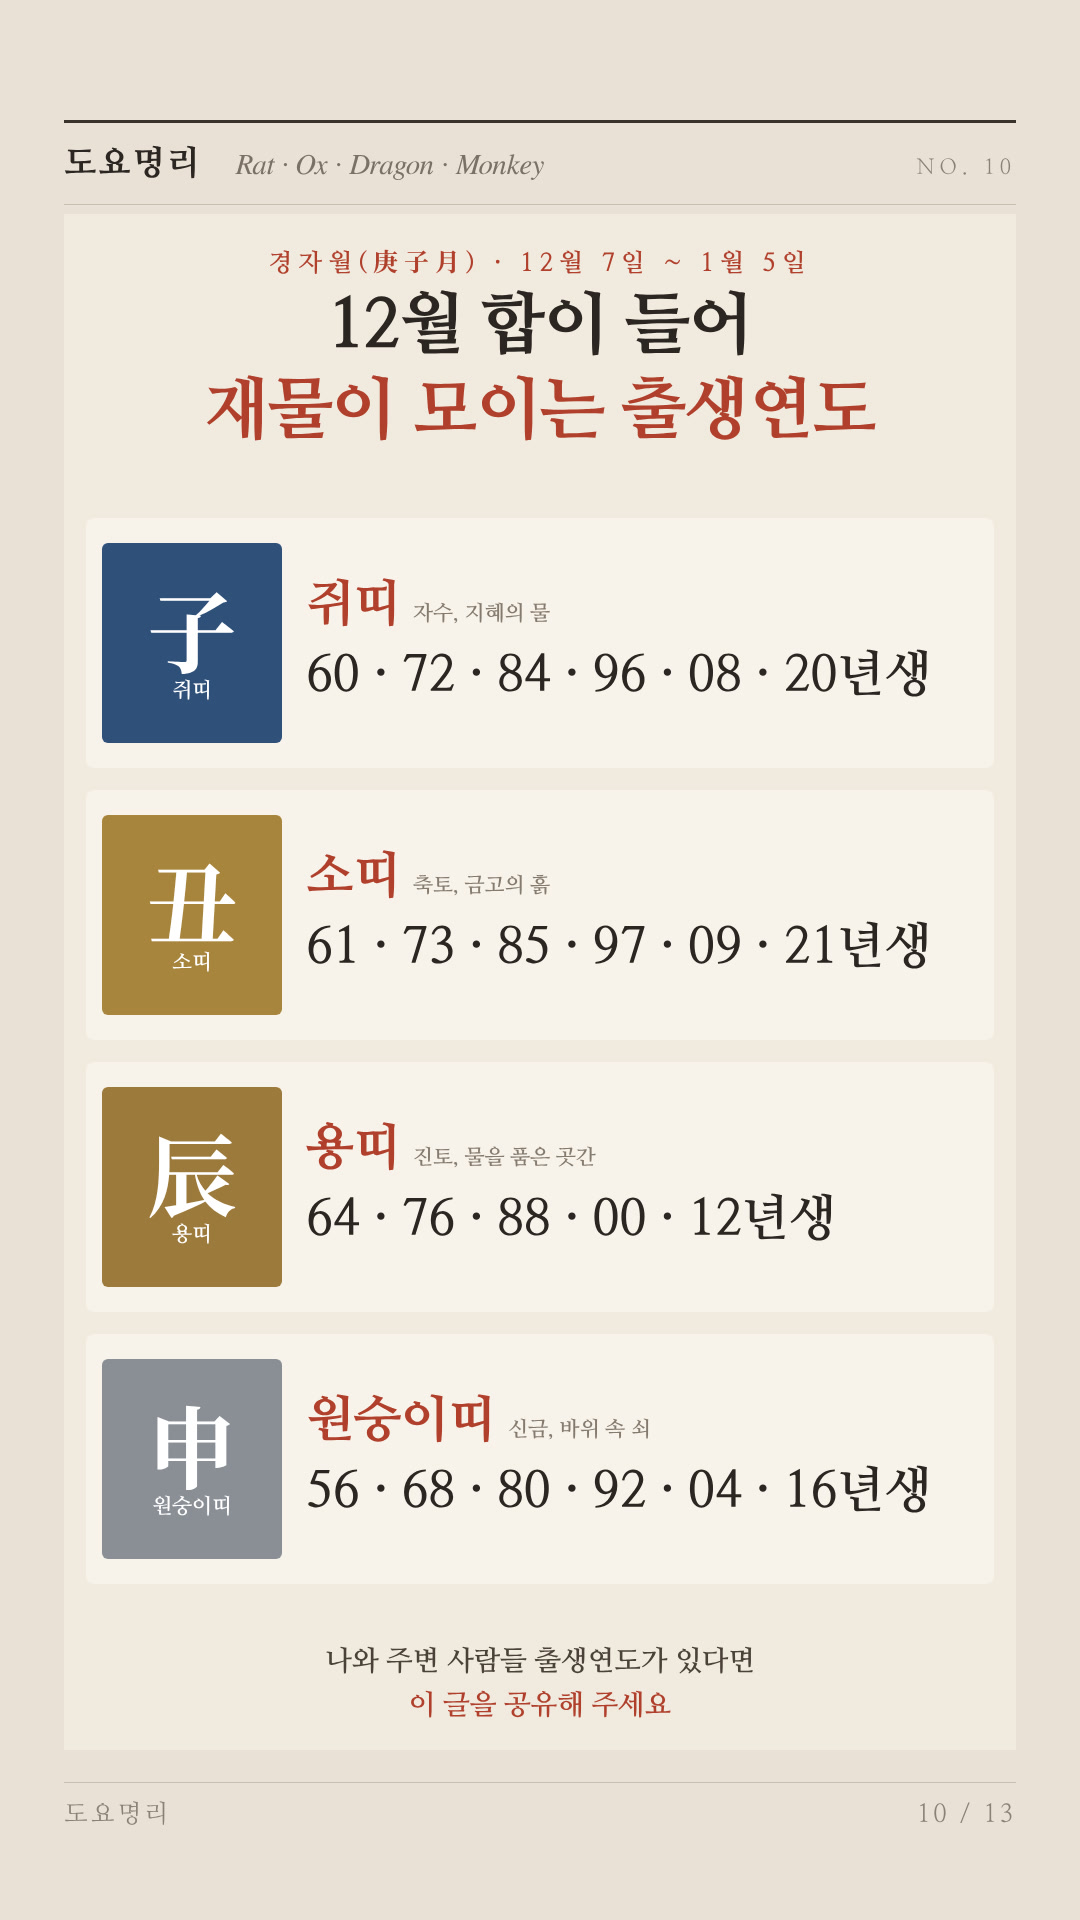 도요명리 Rat · Ox · Dragon · Monkey NO. 10
경자월(庚子月) · 12월 7일 ~ 1월 5일
12월 합이 들어
재물이 모이는 출생연도
子
쥐띠
쥐띠 자수, 지혜의 물
60 · 72 · 84 · 96 · 08 · 20년생
丑
소띠
소띠 축토, 금고의 흙
61 · 73 · 85 · 97 · 09 · 21년생
辰
용띠
용띠 진토, 물을 품은 곳간
64 · 76 · 88 · 00 · 12년생
申
원숭이띠
원숭이띠 신금, 바위 속 쇠
56 · 68 · 80 · 92 · 04 · 16년생
나와 주변 사람들 출생연도가 있다면
이 글을 공유해 주세요
도요명리 10 / 13